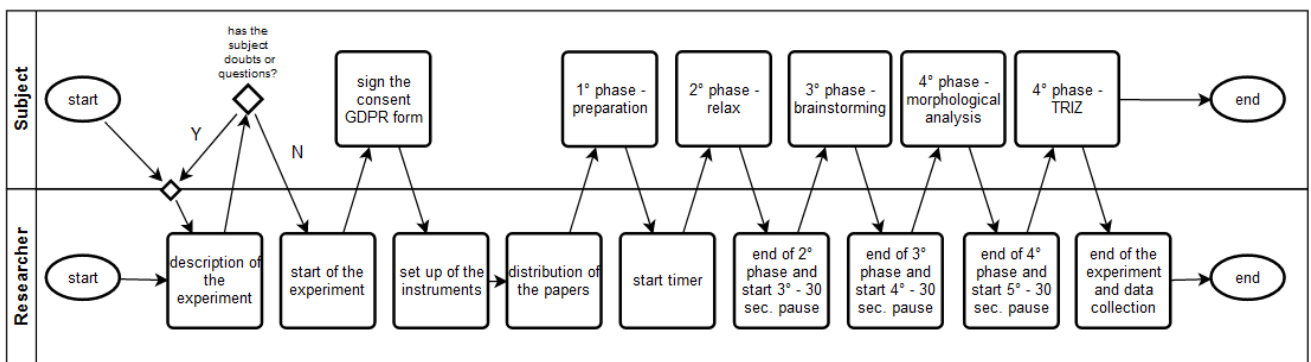 Subject
start
has the
subject
doubts or
questions?
Y
N
sign the
consent
GDPR form
1° phase -
preparation
2° phase -
relax
3° phase -
brainstorming
4° phase -
morphological
analysis
4° phase -
TRIZ
end
Researcher
start
description of
the
experiment
start of the
experiment
set up of the
instruments
distribution of
the papers
start timer
end of 2°
phase and
start 3° - 30
sec. pause
end of 3°
phase and
start 4° - 30
sec. pause
end of 4°
phase and
start 5° - 30
sec. pause
end of the
experiment
and data
collection
end